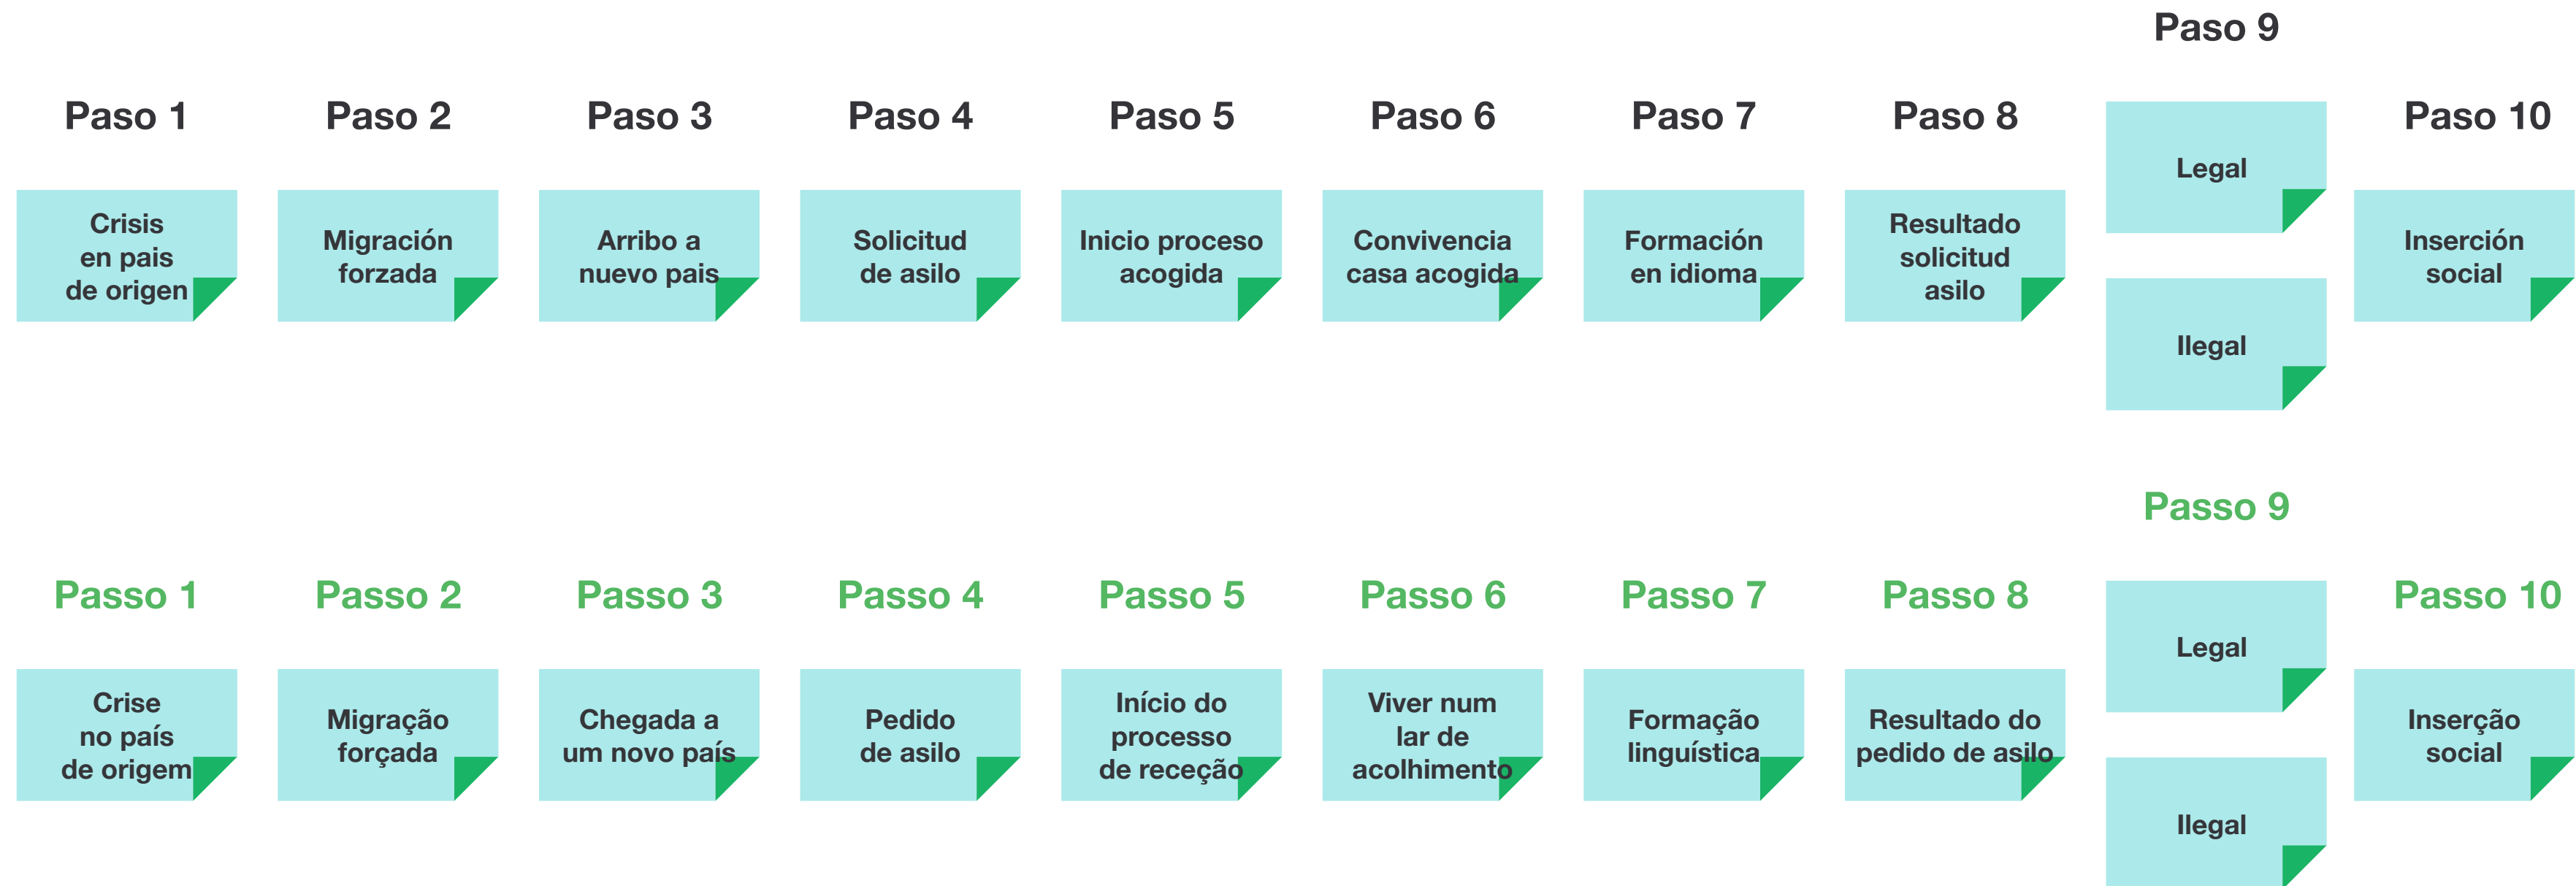 Paso 1
Crisis
en pais
de origen
Paso 2
Migración
forzada
Paso 3
Arribo a
nuevo pais
Paso 4
Solicitud
de asilo
Paso 5
Inicio proceso
acogida
Paso 6
Convivencia
casa acogida
Paso 7
Formación
en idioma
Paso 8
Resultado
solicitud
asilo
Paso 9
Legal
Ilegal
Paso 10
Inserción
social
Passo 1
Crise
no país
de origem
Passo 2
Migração
forçada
Passo 3
Chegada a
um novo país
Passo 4
Pedido
de asilo
Passo 5
Início do
processo
de receção
Passo 6
Viver num
lar de
acolhimento
Passo 7
Formação
linguística
Passo 8
Resultado do
pedido de asilo
Passo 9
Legal
Ilegal
Passo 10
Inserção
social